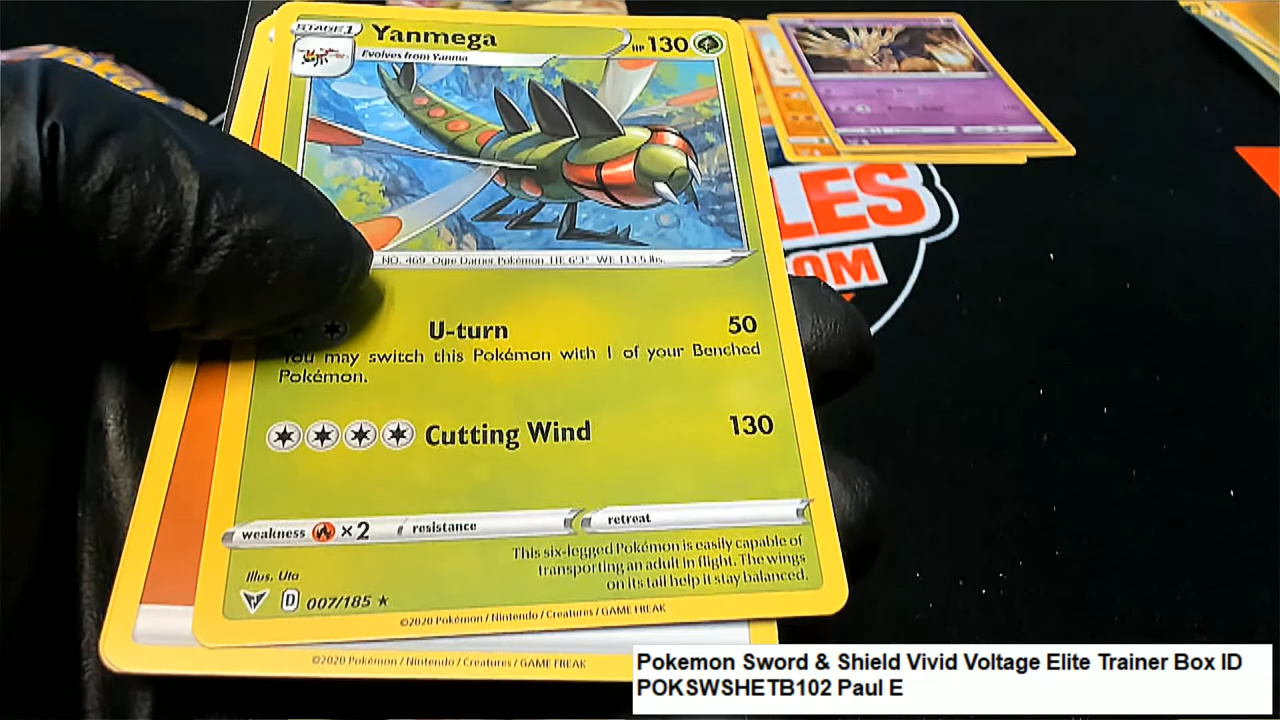 STAGE 1
Yanmega
HP 130
Evolves from Yanma
NO. 469 Ogre Darner Pokémon HT: 6'3" WT: 113.5 lbs.
U-turn 50
You may switch this Pokémon with 1 of your Benched
Pokémon.
Cutting Wind 130
weakness ×2 resistance retreat
This six-legged Pokémon is easily capable of
transporting an adult in flight. The wings
on its tail help it stay balanced.
Illus. Uta
D 007/185 ★
©2020 Pokémon / Nintendo / Creatures / GAME FREAK
©2020 Pokémon / Nintendo / Creatures / GAME FREAK
LES
OM
Pokemon Sword & Shield Vivid Voltage Elite Trainer Box ID
POKSWSHETB102 Paul E